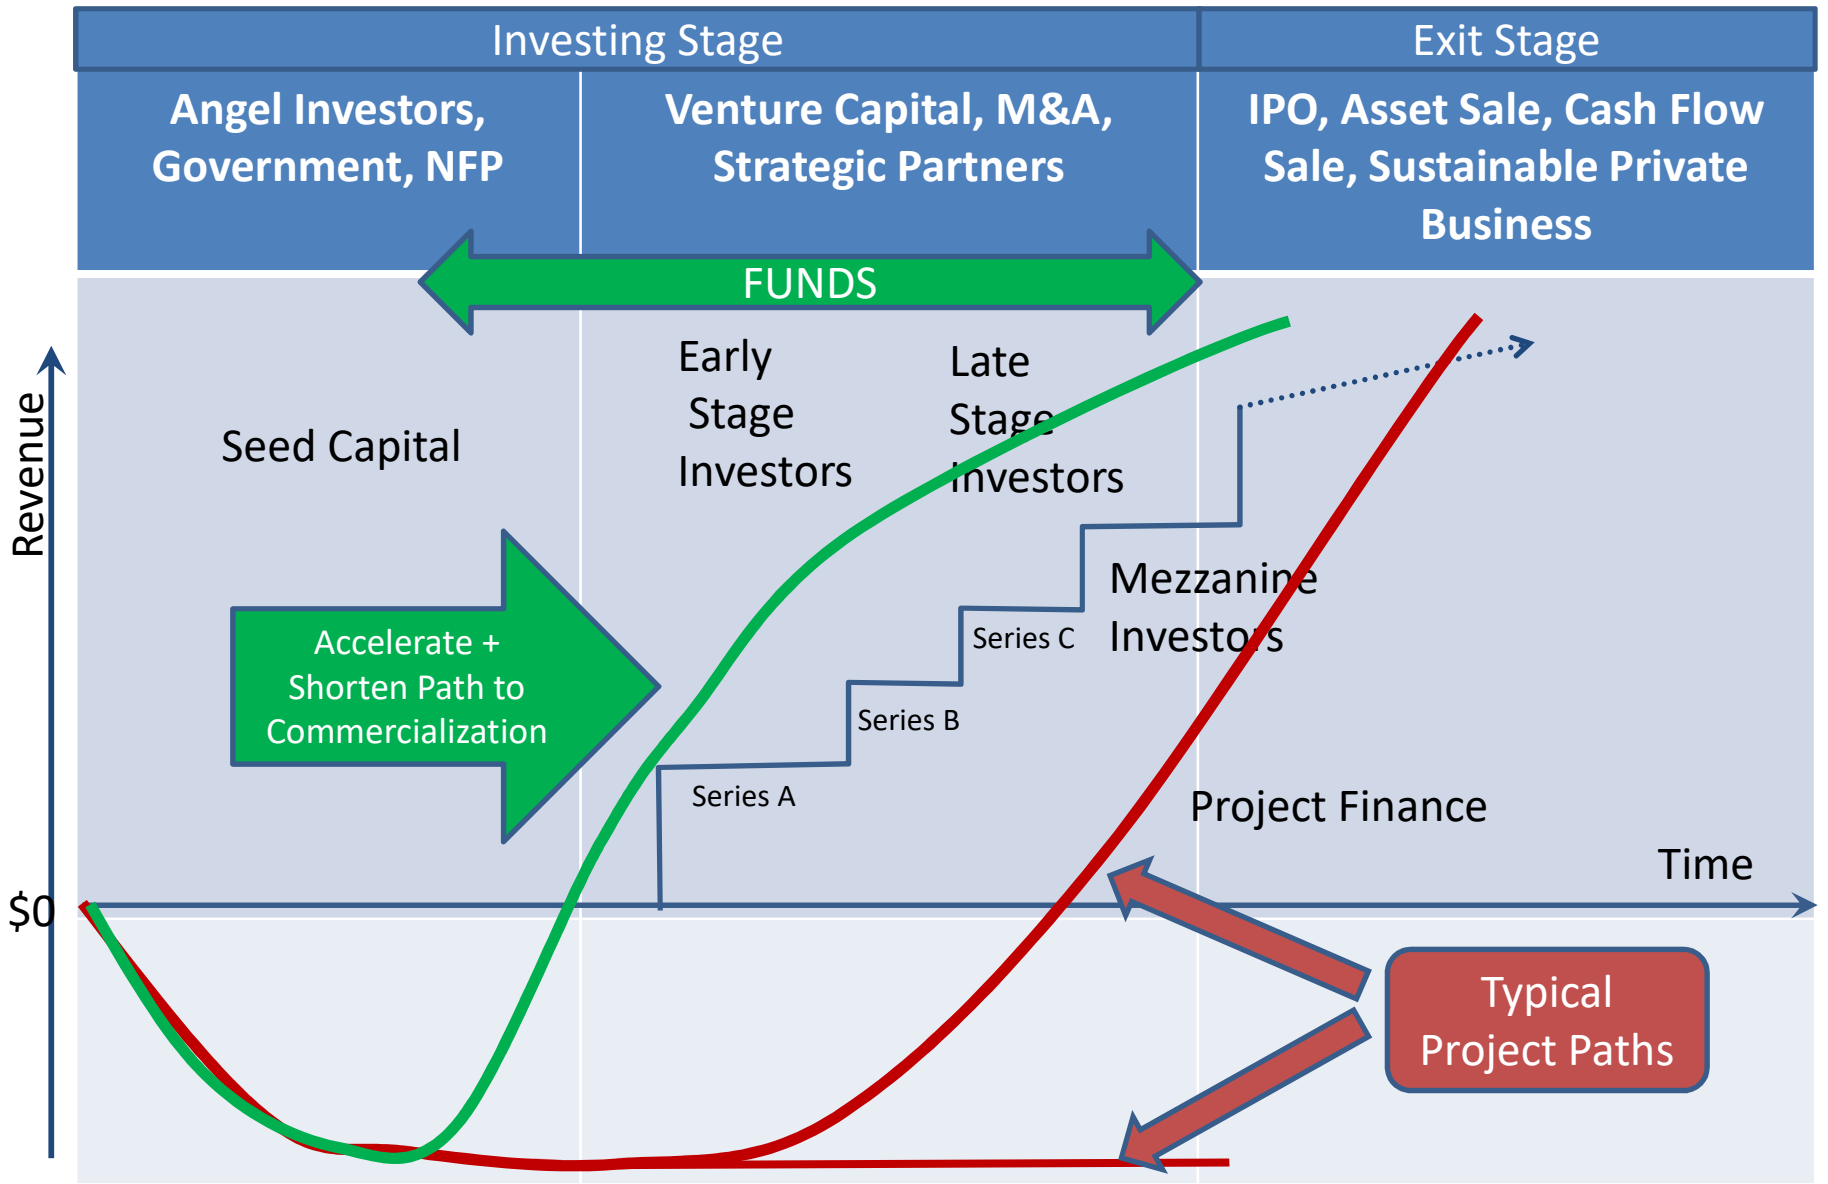 Investing Stage
Exit Stage
Angel Investors,
Government, NFP
Venture Capital, M&A,
Strategic Partners
IPO, Asset Sale, Cash Flow
Sale, Sustainable Private
Business
FUNDS
Early
Stage
Investors
Late
Stage
Investors
Seed Capital
Revenue
Accelerate +
Shorten Path to
Commercialization
Mezzanine
Investors
Series C
Series B
Series A
Project Finance
Time
$0
Typical
Project Paths